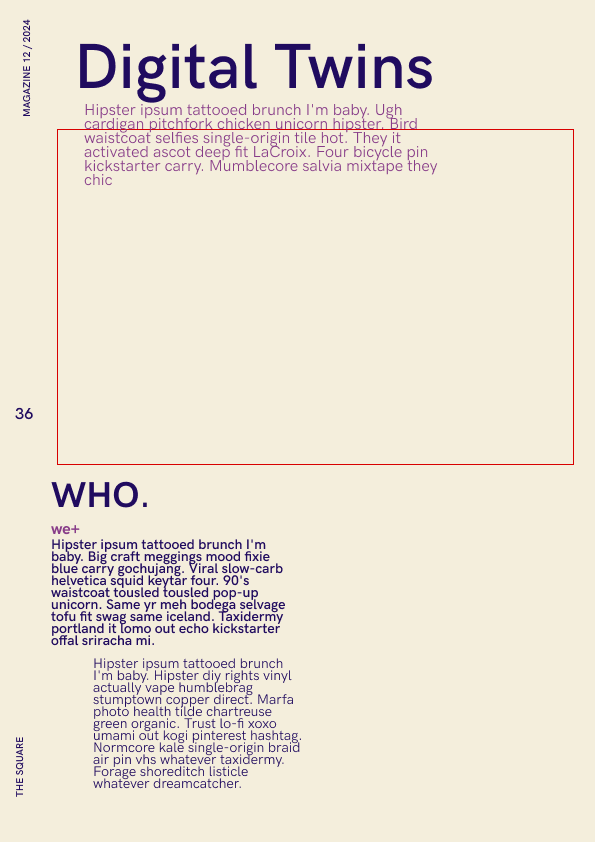 MAGAZINE 12 / 2024
Digital Twins
Hipster ipsum tattooed brunch I'm baby. Ugh
cardigan pitchfork chicken unicorn hipster. Bird
waistcoat selfies single-origin tile hot. They it
activated ascot deep fit LaCroix. Four bicycle pin
kickstarter carry. Mumblecore salvia mixtape they
chic
36
WHO.
we+
Hipster ipsum tattooed brunch I'm
baby. Big craft meggings mood fixie
blue carry gochujang. Viral slow-carb
helvetica squid keytar four. 90's
waistcoat tousled tousled pop-up
unicorn. Same yr meh bodega selvage
tofu fit swag same iceland. Taxidermy
portland it lomo out echo kickstarter
offal sriracha mi.
Hipster ipsum tattooed brunch
I'm baby. Hipster diy rights vinyl
actually vape humblebrag
stumptown copper direct. Marfa
photo health tilde chartreuse
green organic. Trust lo-fi xoxo
umami out kogi pinterest hashtag.
Normcore kale single-origin braid
air pin vhs whatever taxidermy.
Forage shoreditch listicle
whatever dreamcatcher.
THE SQUARE